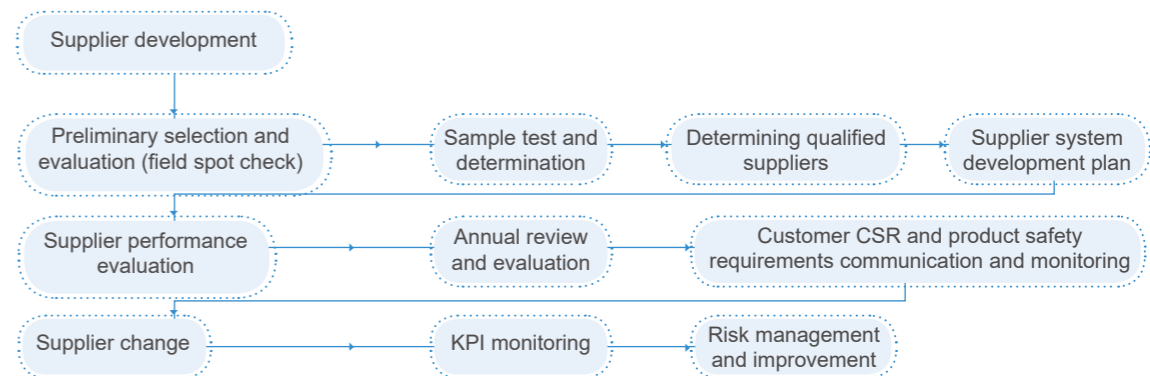 Supplier development
Preliminary selection and
evaluation (field spot check)
Sample test and
determination
Determining qualified
suppliers
Supplier system
development plan
Supplier performance
evaluation
Annual review
and evaluation
Customer CSR and product safety
requirements communication and monitoring
Supplier change
KPI monitoring
Risk management
and improvement